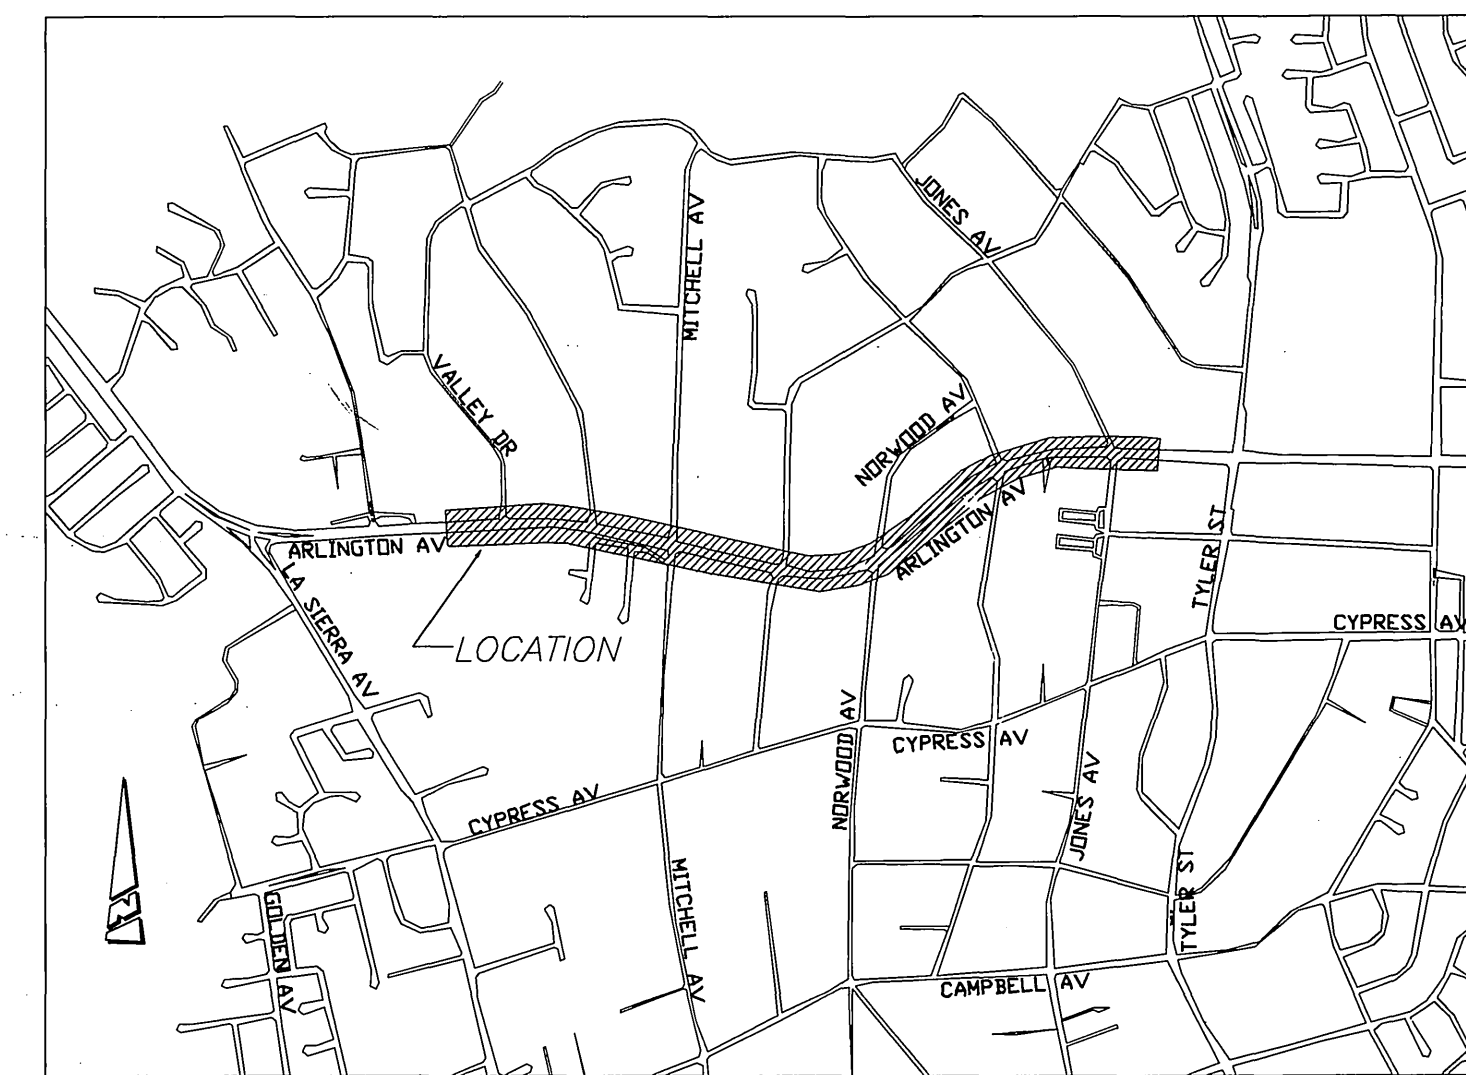 JONES AV
MITCHELL AV
VALLEY DR
NORWOOD AV
ARLINGTON AV
ARLINGTON AV
TYLER ST
LA SIERRA AV
LOCATION
CYPRESS AV
NORWOOD AV
CYPRESS AV
JONES AV
CYPRESS AV
MITCHELL AV
TYLER ST
GOLDEN AV
CAMPBELL AV
N